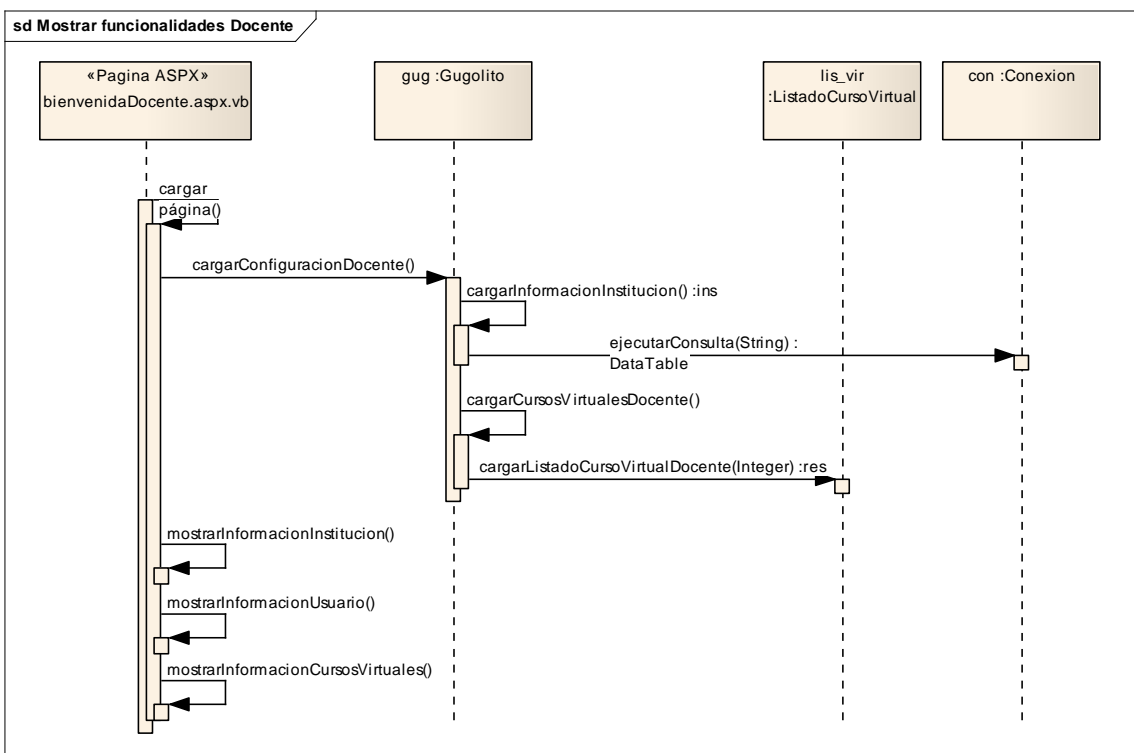 sd Mostrar funcionalidades Docente
«Pagina ASPX»
bienvenidaDocente.aspx.vb
gug :Gugolito
lis_vir
:ListadoCursoVirtual
con :Conexion
cargar
página()
cargarConfiguracionDocente()
cargarInformacionInstitucion() :ins
ejecutarConsulta(String) :
DataTable
cargarCursosVirtualesDocente()
cargarListadoCursoVirtualDocente(Integer) :res
mostrarInformacionInstitucion()
mostrarInformacionUsuario()
mostrarInformacionCursosVirtuales()